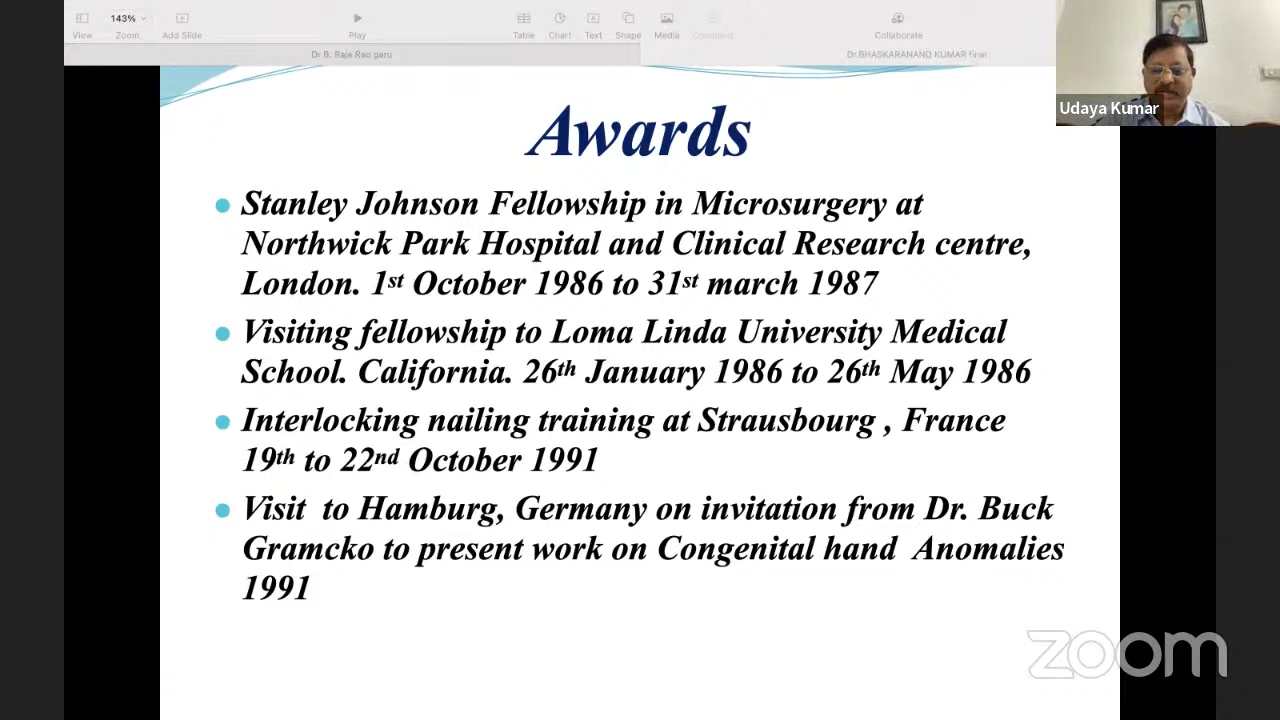 143%
View
Zoom
Add Slide
Play
Table
Chart
Text
Shape
Media
Comment
Collaborate
Dr B. Raja Rao garu
Dr.BHASKARANAND KUMAR final
Udaya Kumar
Awards
Stanley Johnson Fellowship in Microsurgery at
Northwick Park Hospital and Clinical Research centre,
London. 1st October 1986 to 31st march 1987
Visiting fellowship to Loma Linda University Medical
School. California. 26th January 1986 to 26th May 1986
Interlocking nailing training at Strausbourg , France
19th to 22nd October 1991
Visit to Hamburg, Germany on invitation from Dr. Buck
Gramcko to present work on Congenital hand Anomalies
1991
zoom